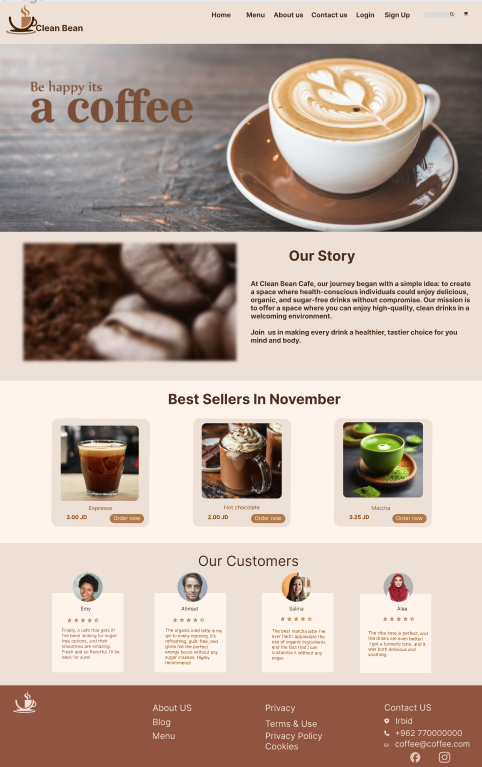 Clean Bean
Home Menu About us Contact us Login Sign Up
Be happy its
a coffee
Our Story
At Clean Bean Cafe, our journey began with a simple idea: to create
a space where health-conscious individuals could enjoy delicious,
organic, and sugar-free drinks without compromise. Our mission is
to offer a space where you can enjoy high-quality, clean drinks in a
welcoming environment.
Join us in making every drink a healthier, tastier choice for you
mind and body.
Best Sellers In November
Espresso
2.00 JD Order now
Hot chocolate
2.00 JD Order now
Matcha
3.25 JD Order now
Our Customers
Emy
Finally, a cafe that gets it!
I've been looking for sugar-
free options, and their
smoothies are amazing.
Fresh and so flavorful. I'll be
back for sure!
Ahmad
The organic iced latte is my
go-to every morning. It's
refreshing, guilt-free, and
gives me the perfect
energy boost without any
sugar crashes. Highly
recommend!
Salma
The best matcha latte I've
ever had! I appreciate the
use of organic ingredients
and the fact that I can
customize it without any
sugar.
Alaa
The vibe here is perfect, and
the drinks are even better!
I got a turmeric latte, and it
was both delicious and
soothing.
About US
Blog
Menu
Privacy
Terms & Use
Privacy Policy
Cookies
Contact US
Irbid
+962 770000000
coffee@coffee.com